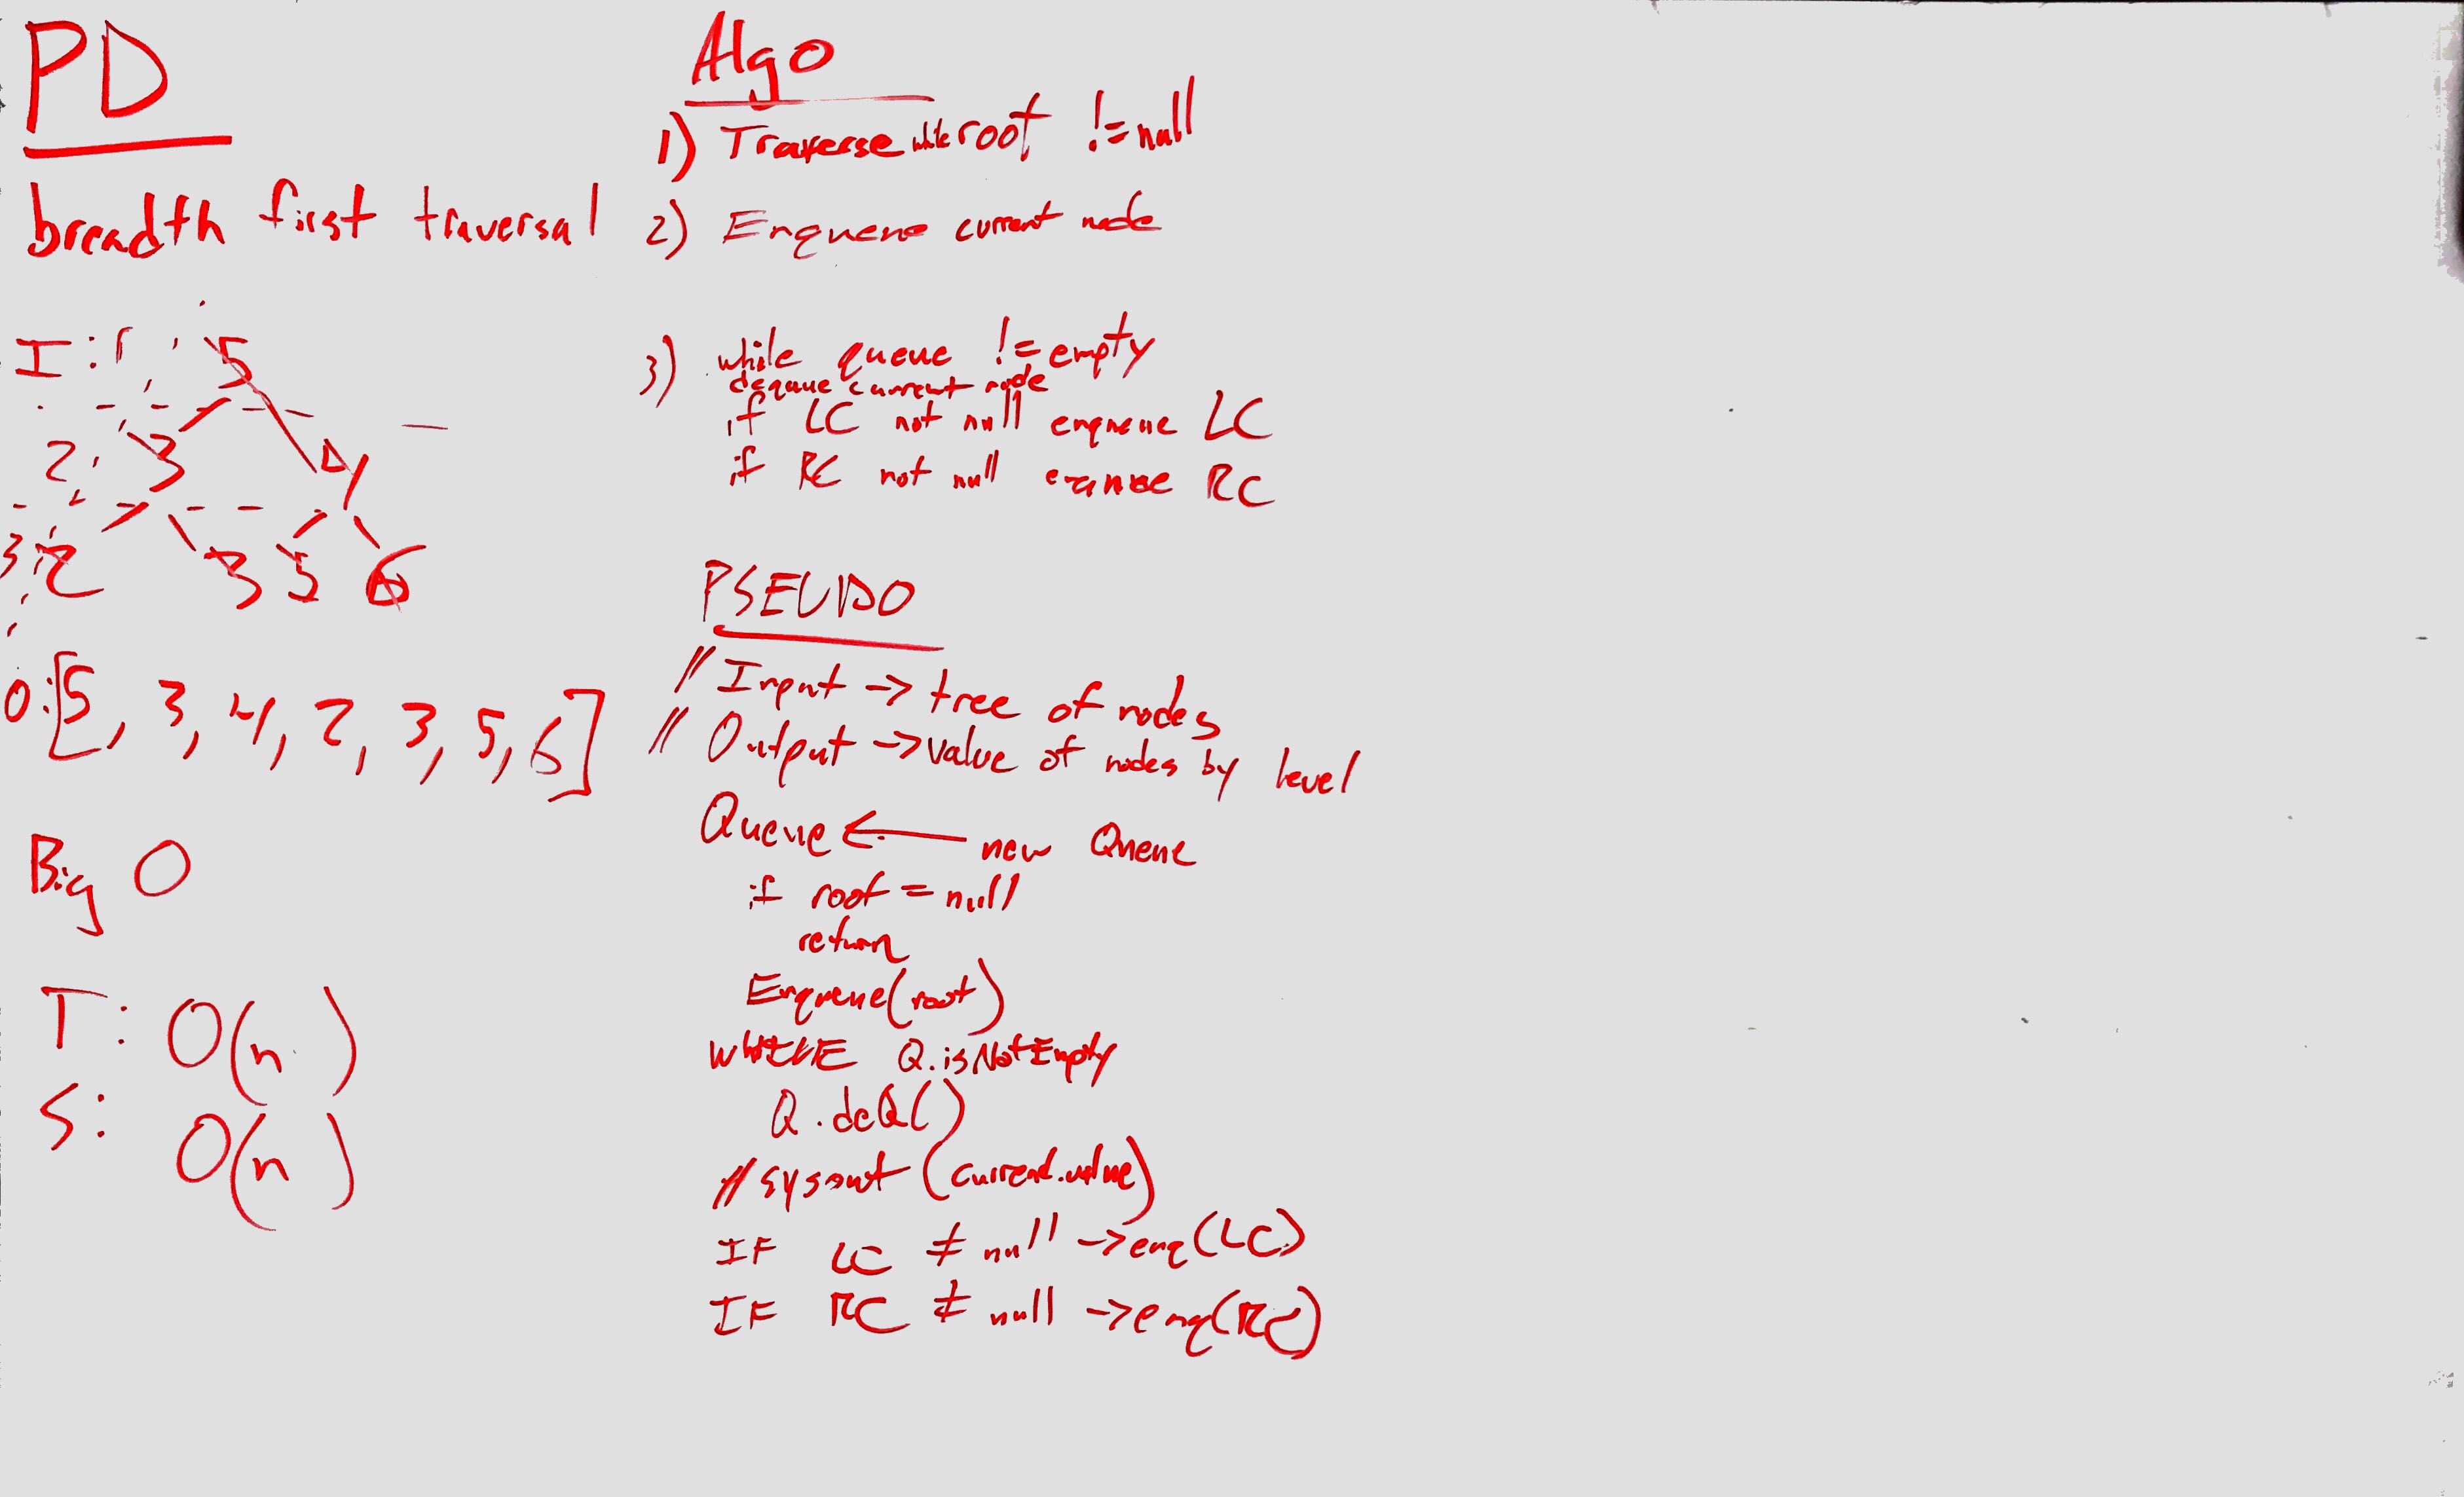 PD
breadth first traversal
I: 5
2, 3 4
3, 2 3 5 6
O: [5, 3, 4, 2, 3, 5, 6]
Big O
T: O(n)
S: O(n)
Algo
1) Traverse while root != null
2) Enqueue current node
3) while queue != empty
deqaue current node
if LC not null enqueue LC
if RC not null RC
PSEUDO
// Input -> tree of nodes
// Output -> value of nodes by level
Queue <— new Queue
if root = null
return
Enqueue(root)
WHILE Q.isNotEmpty
Q.deQ()
// sysout (current.value)
IF LC ≠ null -> enq(LC)
IF RC ≠ null -> enq(RC)